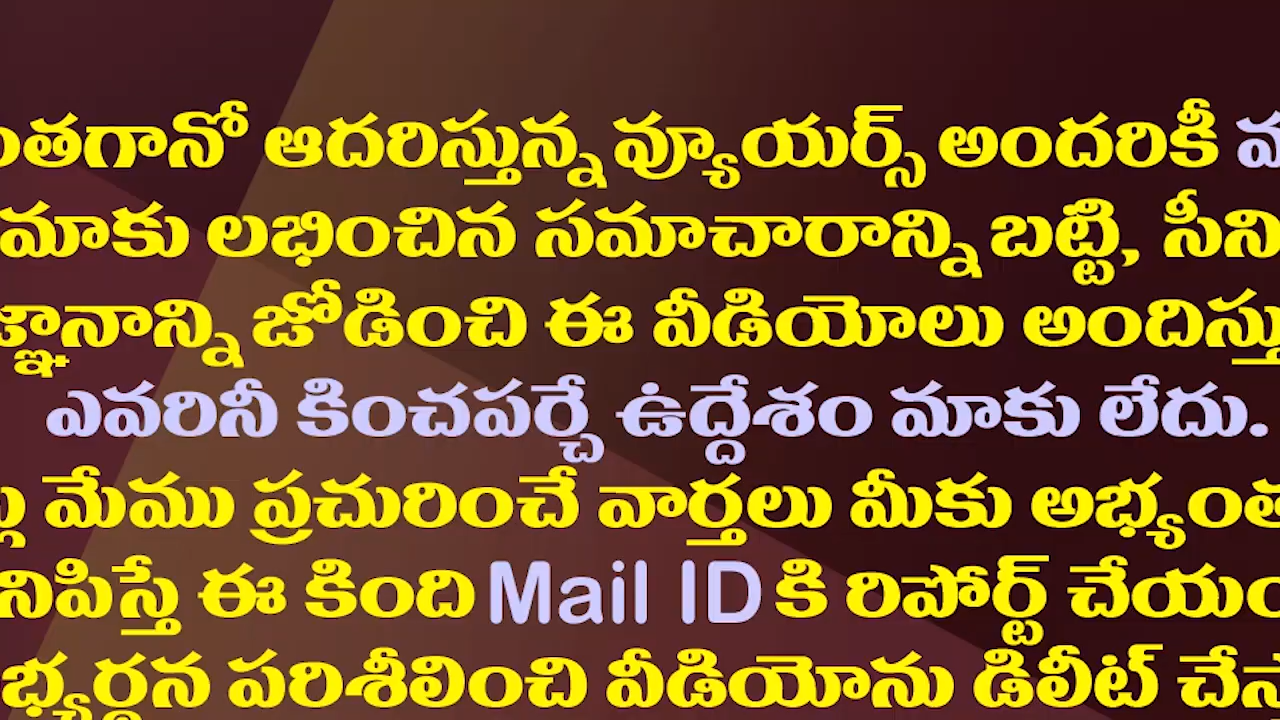 ంతగానో ఆదరిస్తున్న వ్యూయర్స్ అందరికీ
మాకు లభించిన సమాచారాన్ని బట్టి, సీని
జ్ఞానాన్ని జోడించి ఈ వీడియోలు అందిస్తు
ఎవరినీ కించపర్చే ఉద్దేశం మాకు లేదు.
మేము ప్రచురించే వార్తలు మీకు అభ్యంత
నిపిస్తే ఈ కింది Mail ID కి రిపోర్ట్ చేయం
భ్యర్థన పరిశీలించి వీడియోను డిలీట్ చేస